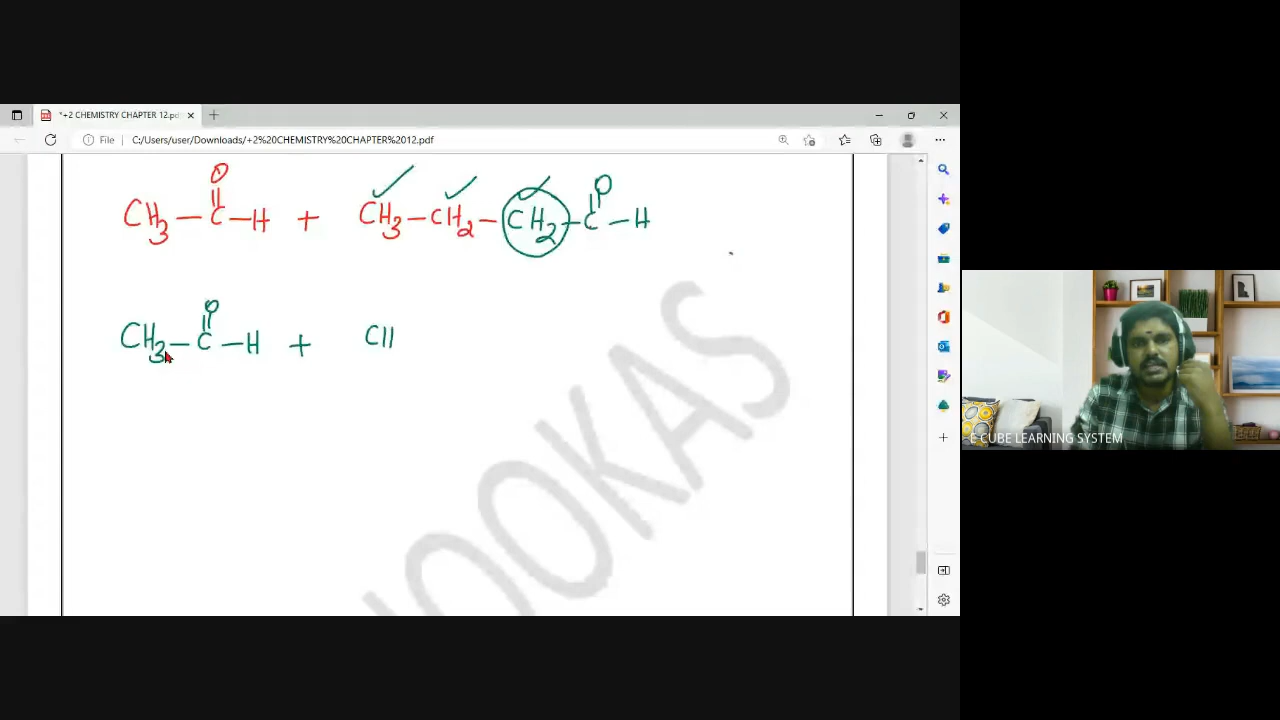 *+2 CHEMISTRY CHAPTER 12.pd
File C:/Users/user/Downloads/+2%20CHEMISTRY%20CHAPTER%2012.pdf
O O
CH3 — C — H + CH3 — CH2 — CH2 — C — H
O
CH3 — C — H + CH
OOKAS
E CUBE LEARNING SYSTEM